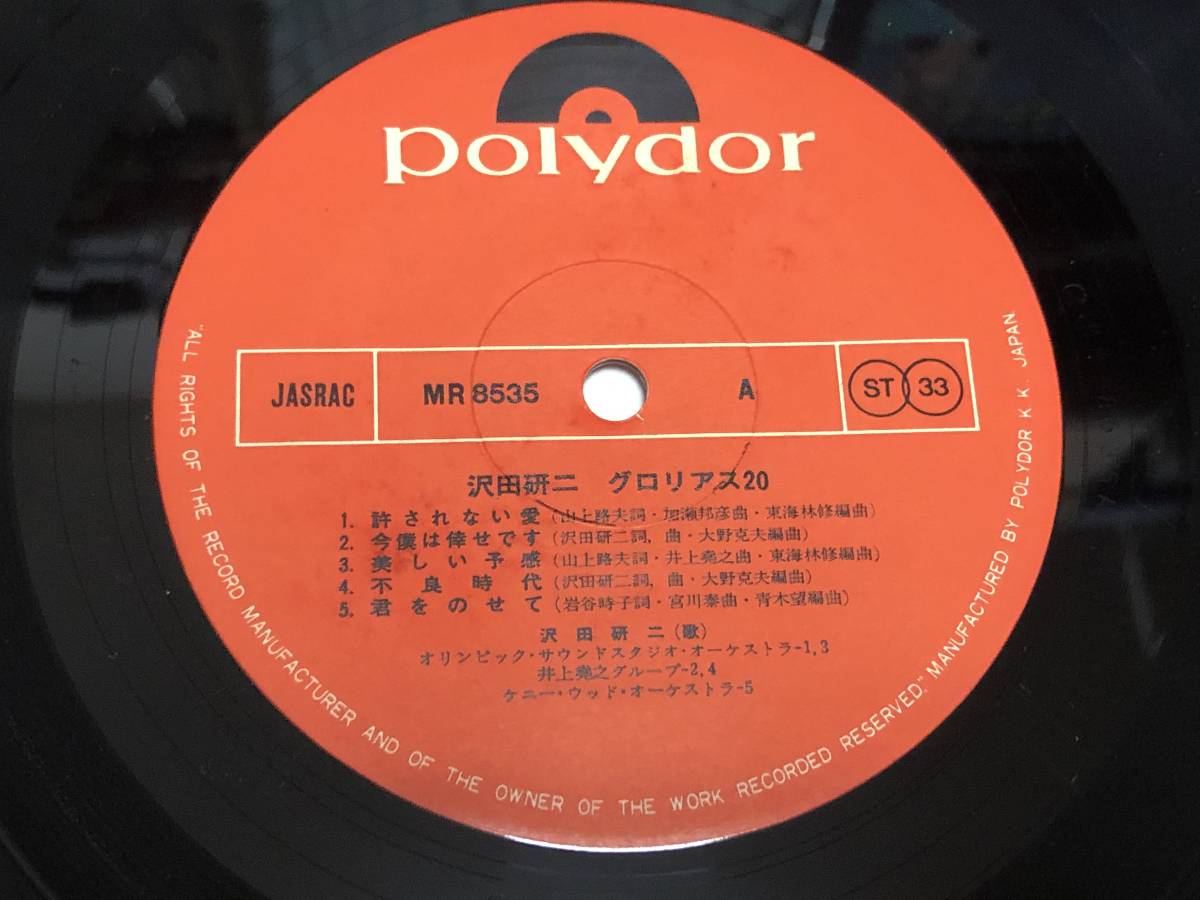 polydor
JASRAC MR 8535 A ST 33
沢田研二 グロリアス20
1. 許されない愛(山上路夫詞・加瀬邦彦曲・東海林修編曲)
2. 今僕は倖せです(沢田研二詞, 曲・大野克夫編曲)
3. 美しい予感(山上路夫詞・井上堯之曲・東海林修編曲)
4. 不良時代(沢田研二詞, 曲・大野克夫編曲)
5. 君をのせて(岩谷時子詞・宮川泰曲・青木望編曲)
沢田研二(歌)
オリンピック・サウンドスタジオ・オーケストラ-1,3
井上堯之グループ-2,4
ケニー・ウッド・オーケストラ-5
"ALL RIGHTS OF THE RECORD MANUFACTURER AND OF THE OWNER OF THE WORK RECORDED RESERVED." MANUFACTURED BY POLYDOR K K. JAPAN